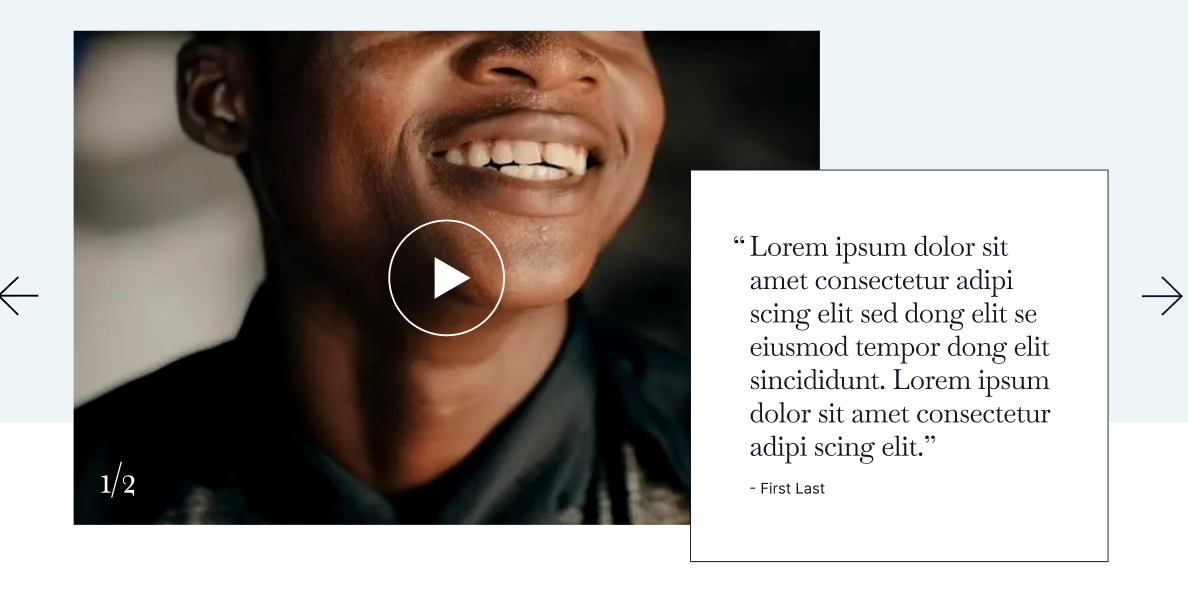 “Lorem ipsum dolor sit
amet consectetur adipi
scing elit sed dong elit se
eiusmod tempor dong elit
sincididunt. Lorem ipsum
dolor sit amet consectetur
adipi scing elit.”
- First Last
1/2